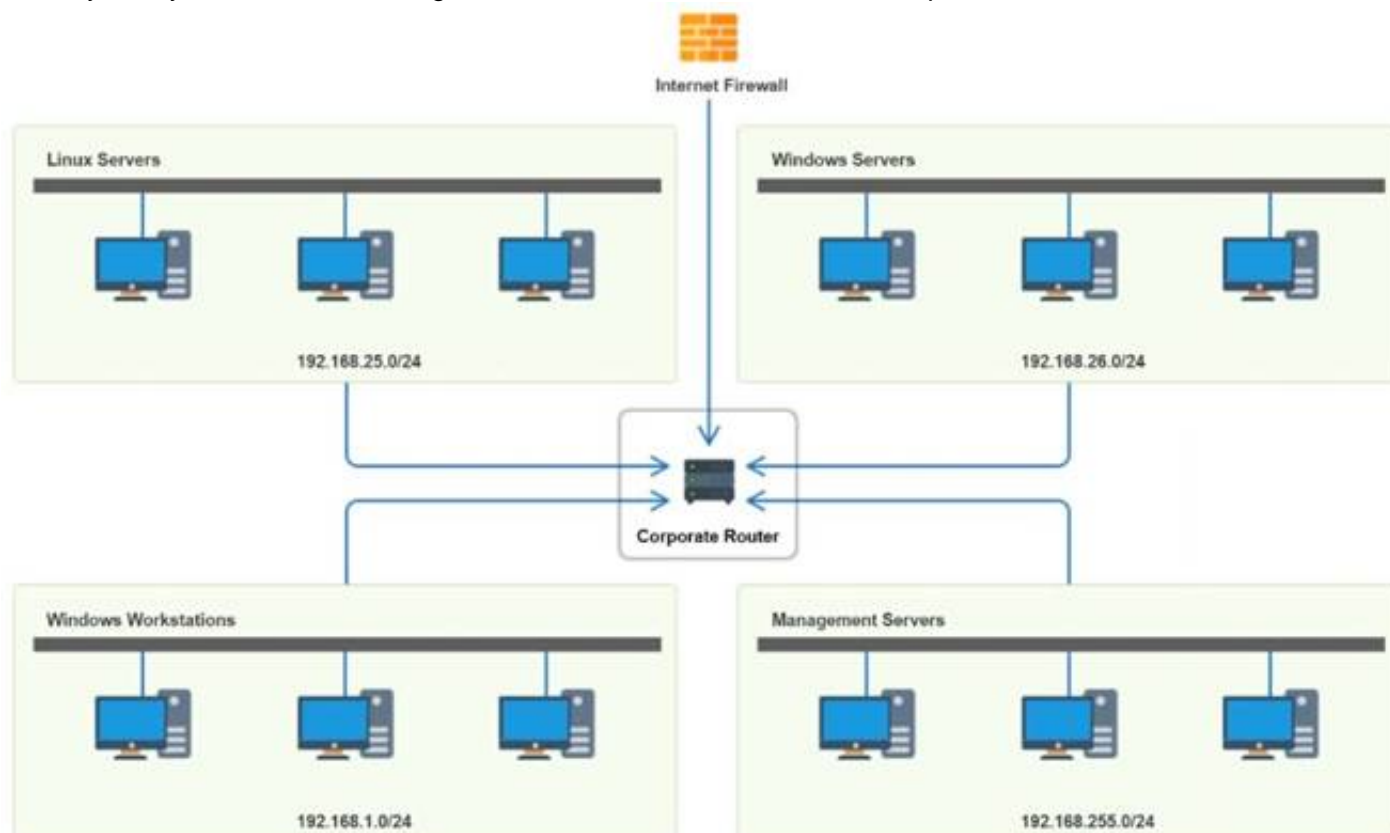 Internet Firewall
Linux Servers
Windows Servers
192.168.25.0/24
192.168.26.0/24
Corporate Router
Windows Workstations
Management Servers
192.168.1.0/24
192.168.255.0/24